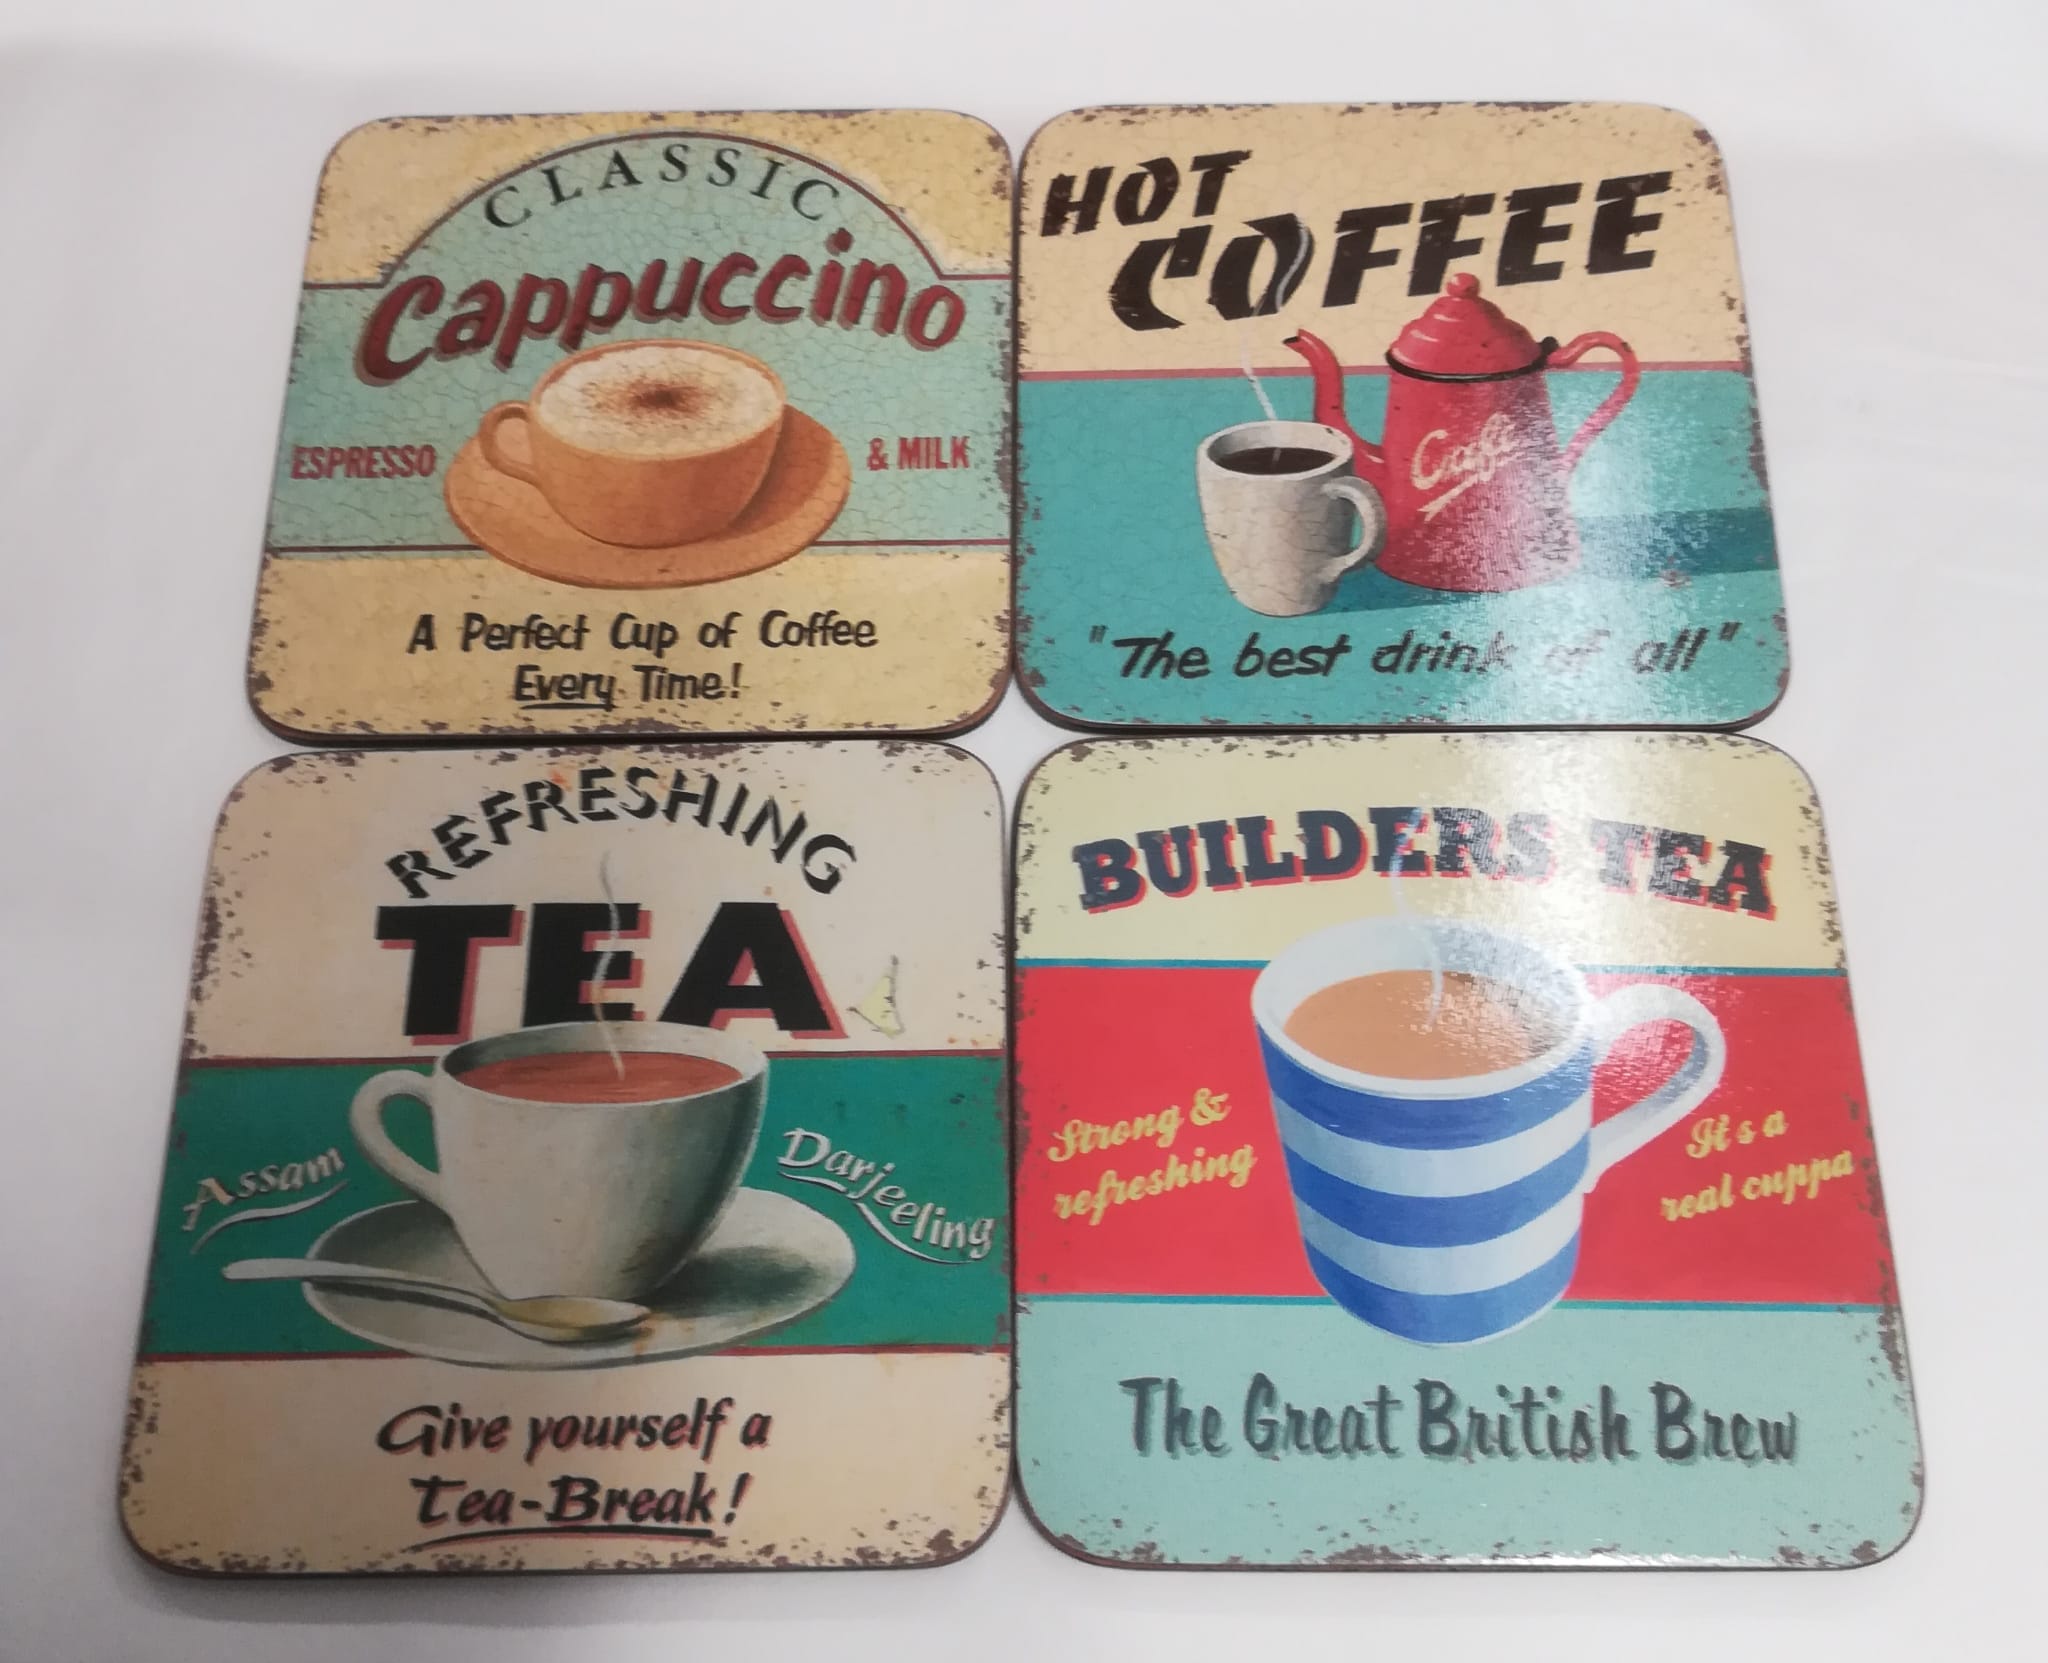 CLASSIC
Cappuccino
ESPRESSO & MILK
A Perfect Cup of Coffee
Every Time!
HOT
COFFEE
Café
"The best drink of all"
REFRESHING
TEA
Assam
Darjeeling
Give yourself a
Tea-Break!
BUILDERS TEA
Strong &
refreshing
It's a
real cuppa
The Great British Brew